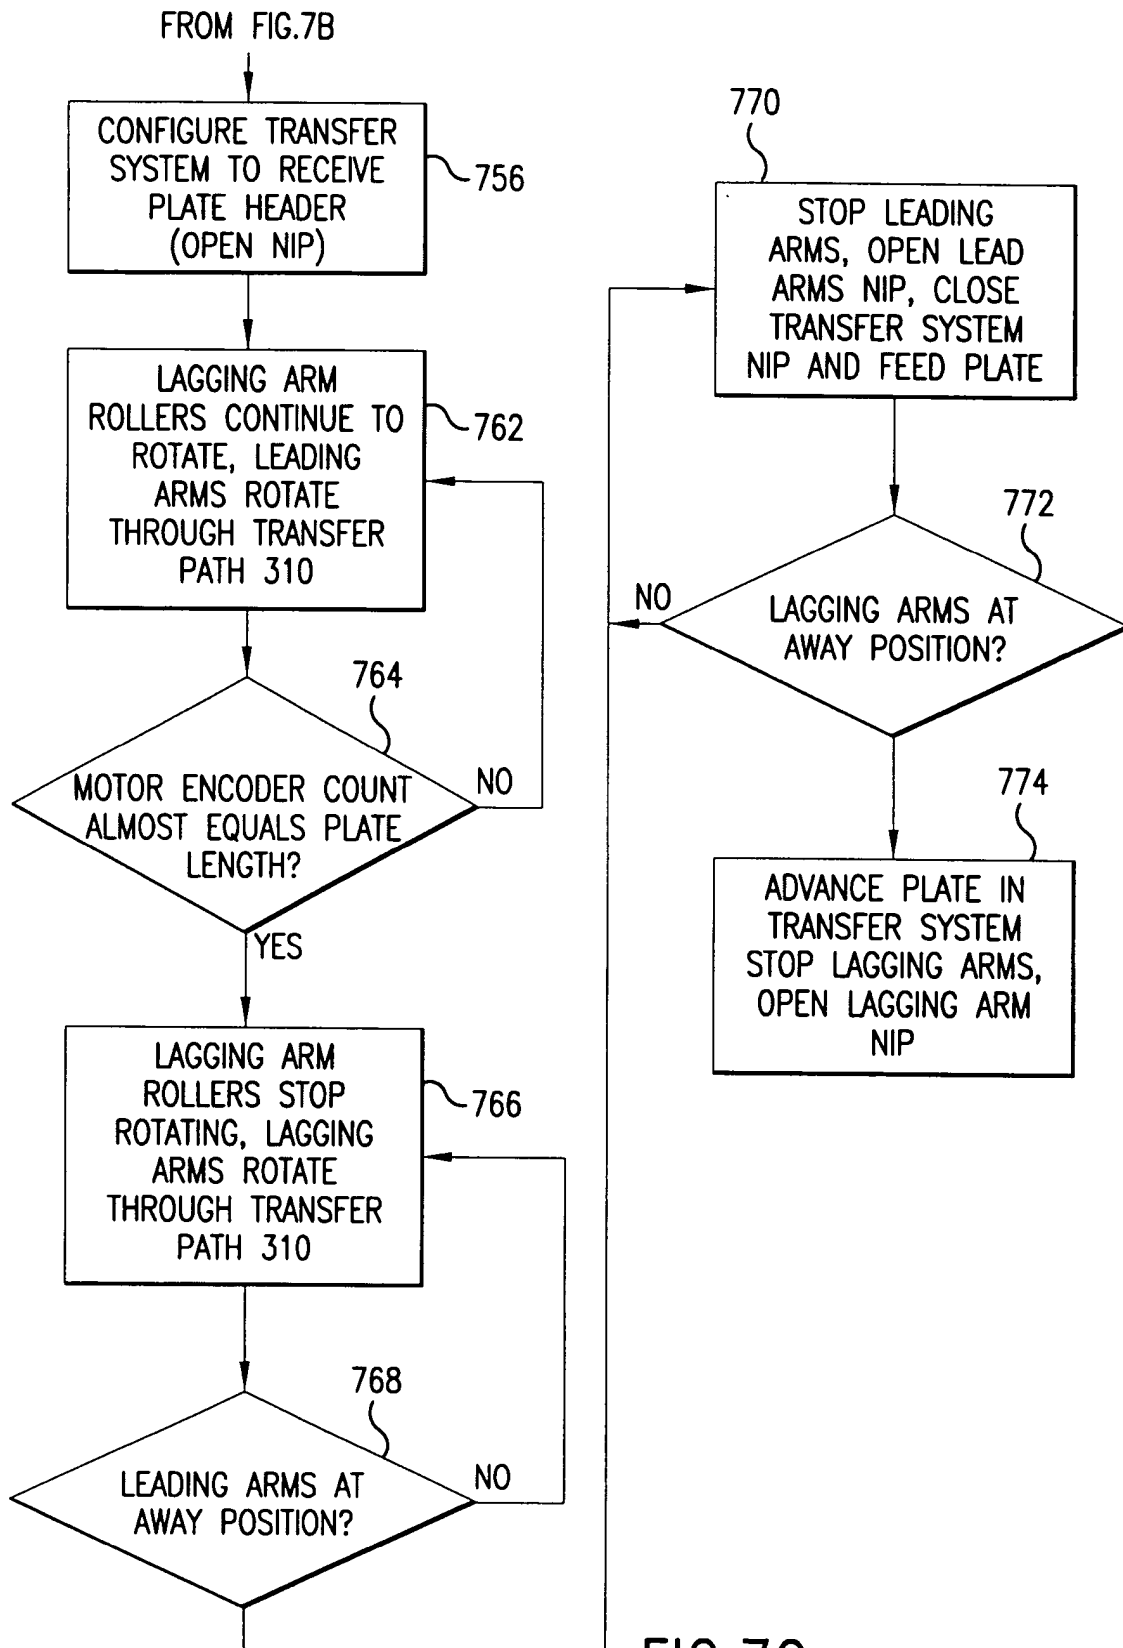 FROM FIG.7B
CONFIGURE TRANSFER
SYSTEM TO RECEIVE
PLATE HEADER
(OPEN NIP)
756
LAGGING ARM
ROLLERS CONTINUE TO
ROTATE, LEADING
ARMS ROTATE
THROUGH TRANSFER
PATH 310
762
764
MOTOR ENCODER COUNT
ALMOST EQUALS PLATE
LENGTH?
NO
YES
LAGGING ARM
ROLLERS STOP
ROTATING, LAGGING
ARMS ROTATE
THROUGH TRANSFER
PATH 310
766
768
LEADING ARMS AT
AWAY POSITION?
NO
770
STOP LEADING
ARMS, OPEN LEAD
ARMS NIP, CLOSE
TRANSFER SYSTEM
NIP AND FEED PLATE
772
NO
LAGGING ARMS AT
AWAY POSITION?
774
ADVANCE PLATE IN
TRANSFER SYSTEM
STOP LAGGING ARMS,
OPEN LAGGING ARM
NIP